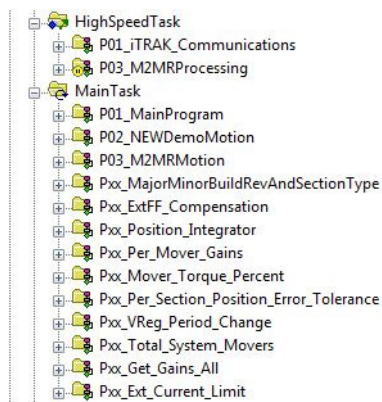 HighSpeedTask
P01_iTRAK_Communications
P03_M2MRProcessing
MainTask
P01_MainProgram
P02_NEWDemoMotion
P03_M2MRMotion
Pxx_MajorMinorBuildRevAndSectionType
Pxx_ExtFF_Compensation
Pxx_Position_Integrator
Pxx_Per_Mover_Gains
Pxx_Mover_Torque_Percent
Pxx_Per_Section_Position_Error_Tolerance
Pxx_VReg_Period_Change
Pxx_Total_System_Movers
Pxx_Get_Gains_All
Pxx_Ext_Current_Limit